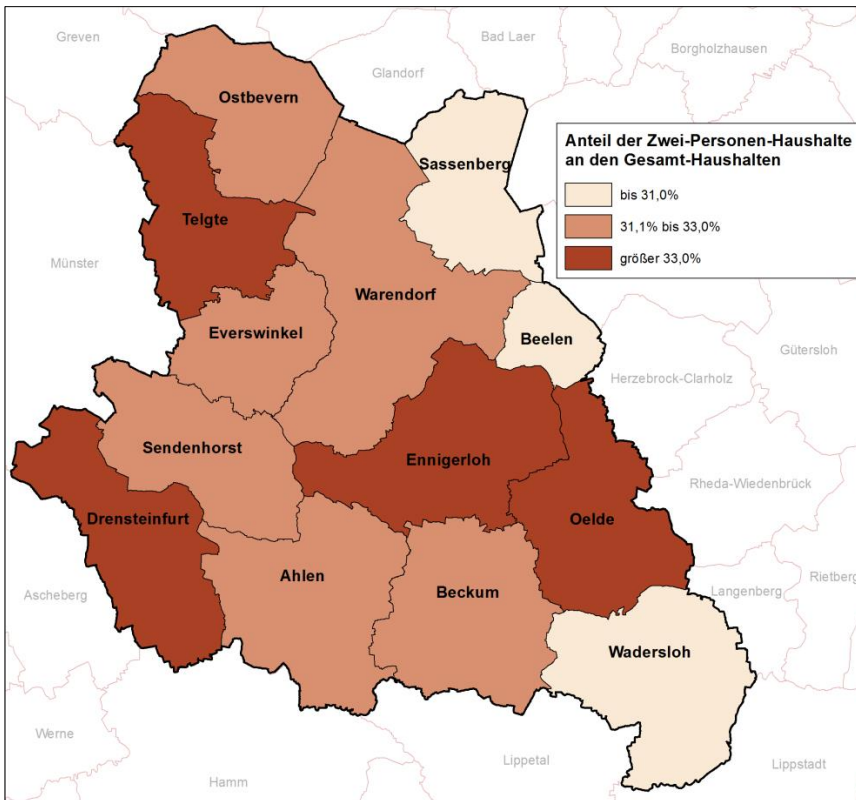 Greven
Bad Laer
Borgholzhausen
Glandorf
Ostbevern
Anteil der Zwei-Personen-Haushalte
an den Gesamt-Haushalten
bis 31,0%
31,1% bis 33,0%
größer 33,0%
Sassenberg
Telgte
Münster
Warendorf
Everswinkel
Beelen
Gütersloh
Herzebrock-Clarholz
Sendenhorst
Ennigerloh
Rheda-Wiedenbrück
Drensteinfurt
Oelde
Ahlen
Beckum
Ascheberg
Langenberg
Rietberg
Wadersloh
Werne
Hamm
Lippetal
Lippstadt